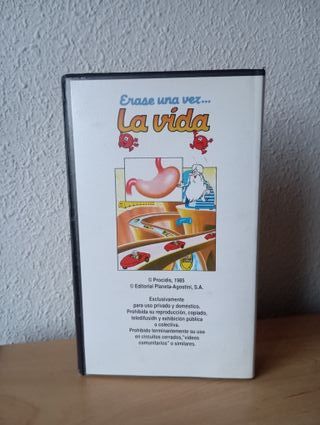 Erase una vez...
La vida
© Procidis, 1985
© Editorial Planeta-Agostini, S.A.
Exclusivamente
para uso privado y doméstico.
Prohibida su reproducción, copiado,
teledifusión y exhibición pública
o colectiva.
Prohibido terminantemente su uso
en circuitos cerrados, "videos
comunitarios" o similares.